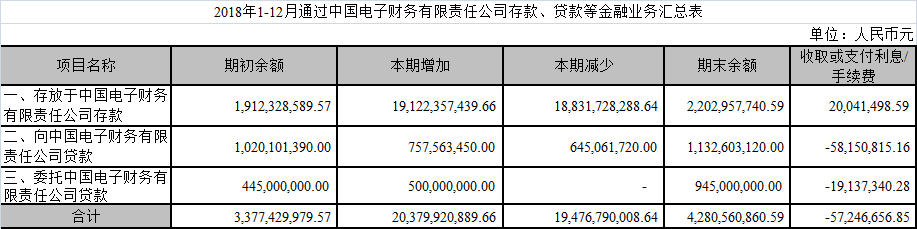 2018年1-12月通过中国电子财务有限责任公司存款、贷款等金融业务汇总表
单位：人民币元
项目名称 期初余额 本期增加 本期减少 期末余额 收取或支付利息/
手续费
一、存放于中国电子财务
有限责任公司存款 1,912,328,589.57 19,122,357,439.66 18,831,728,288.64 2,202,957,740.59 20,041,498.59
二、向中国电子财务有限
责任公司贷款 1,020,101,390.00 757,563,450.00 645,061,720.00 1,132,603,120.00 -58,150,815.16
三、委托中国电子财务有
限责任公司贷款 445,000,000.00 500,000,000.00 - 945,000,000.00 -19,137,340.28
合计 3,377,429,979.57 20,379,920,889.66 19,476,790,008.64 4,280,560,860.59 -57,246,656.85